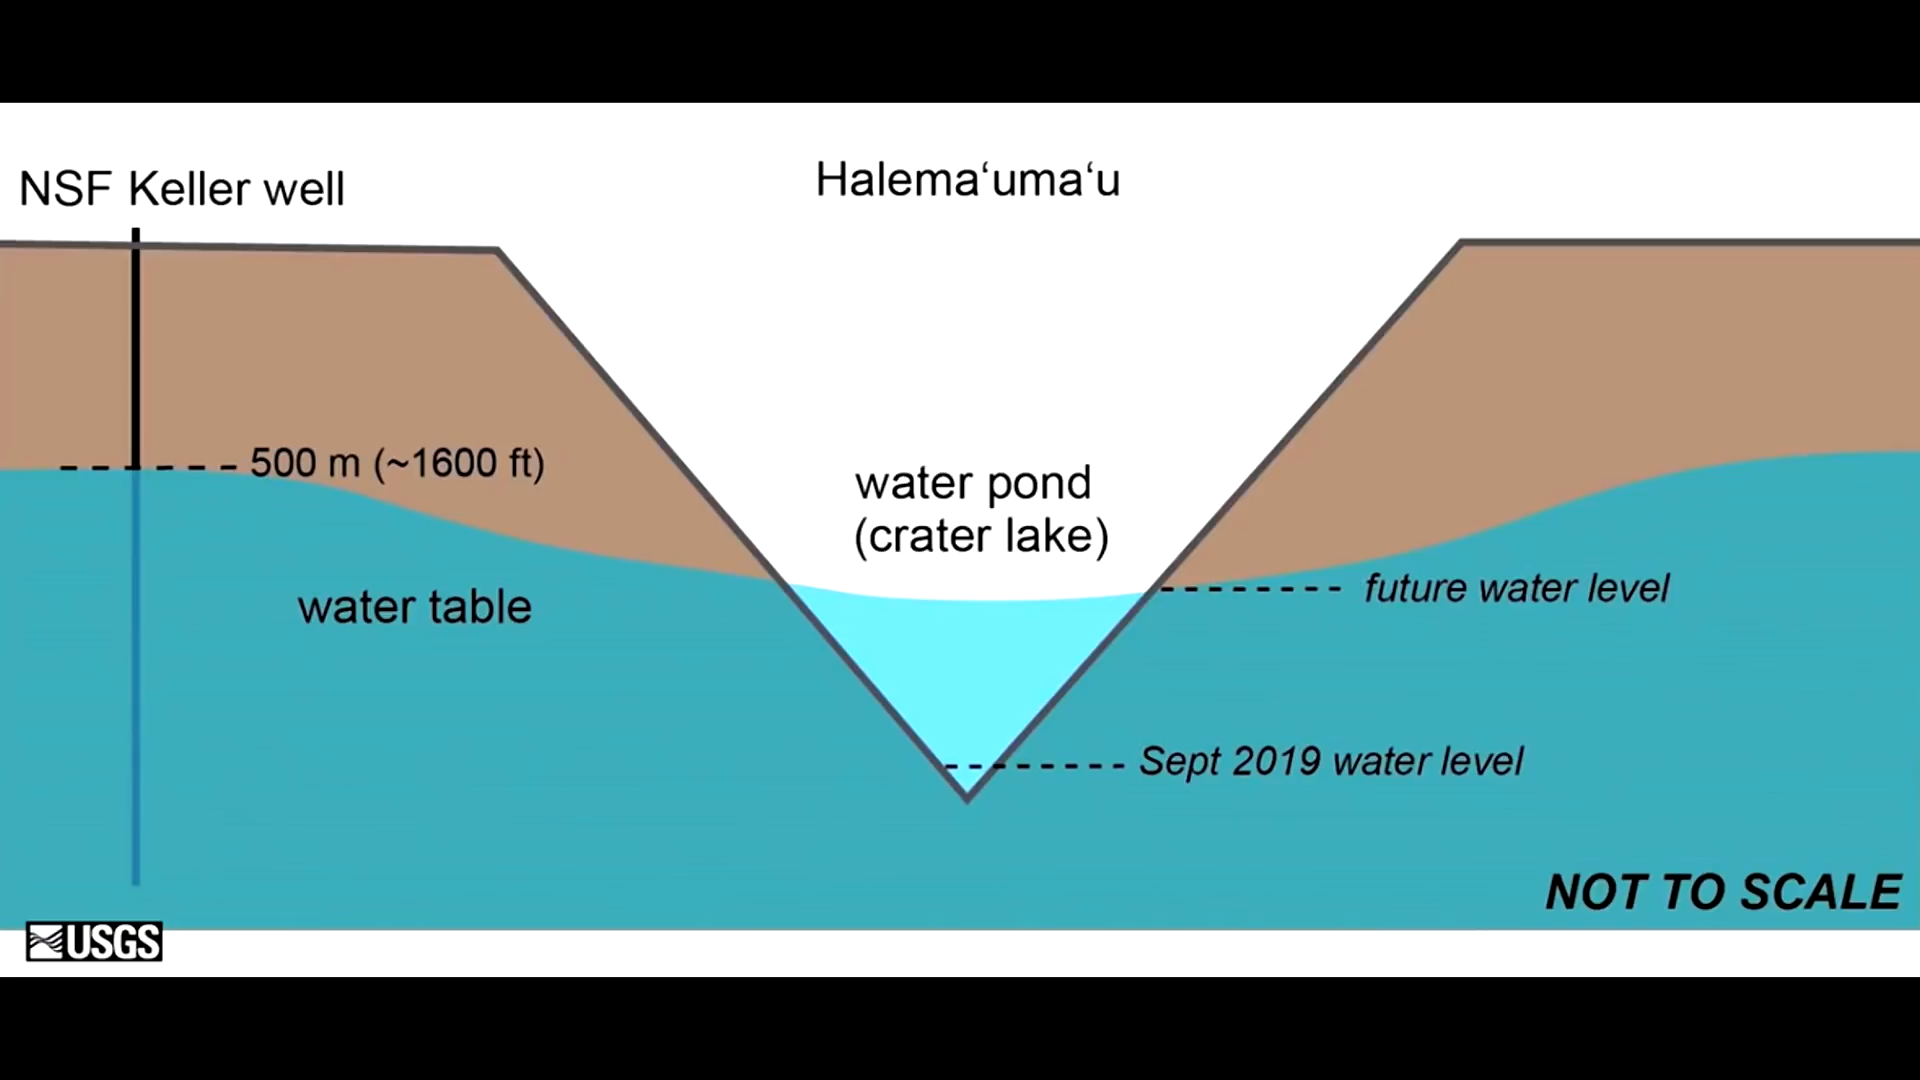 NSF Keller well
Halemaʻumaʻu
500 m (~1600 ft)
water pond
(crater lake)
future water level
water table
Sept 2019 water level
NOT TO SCALE
USGS